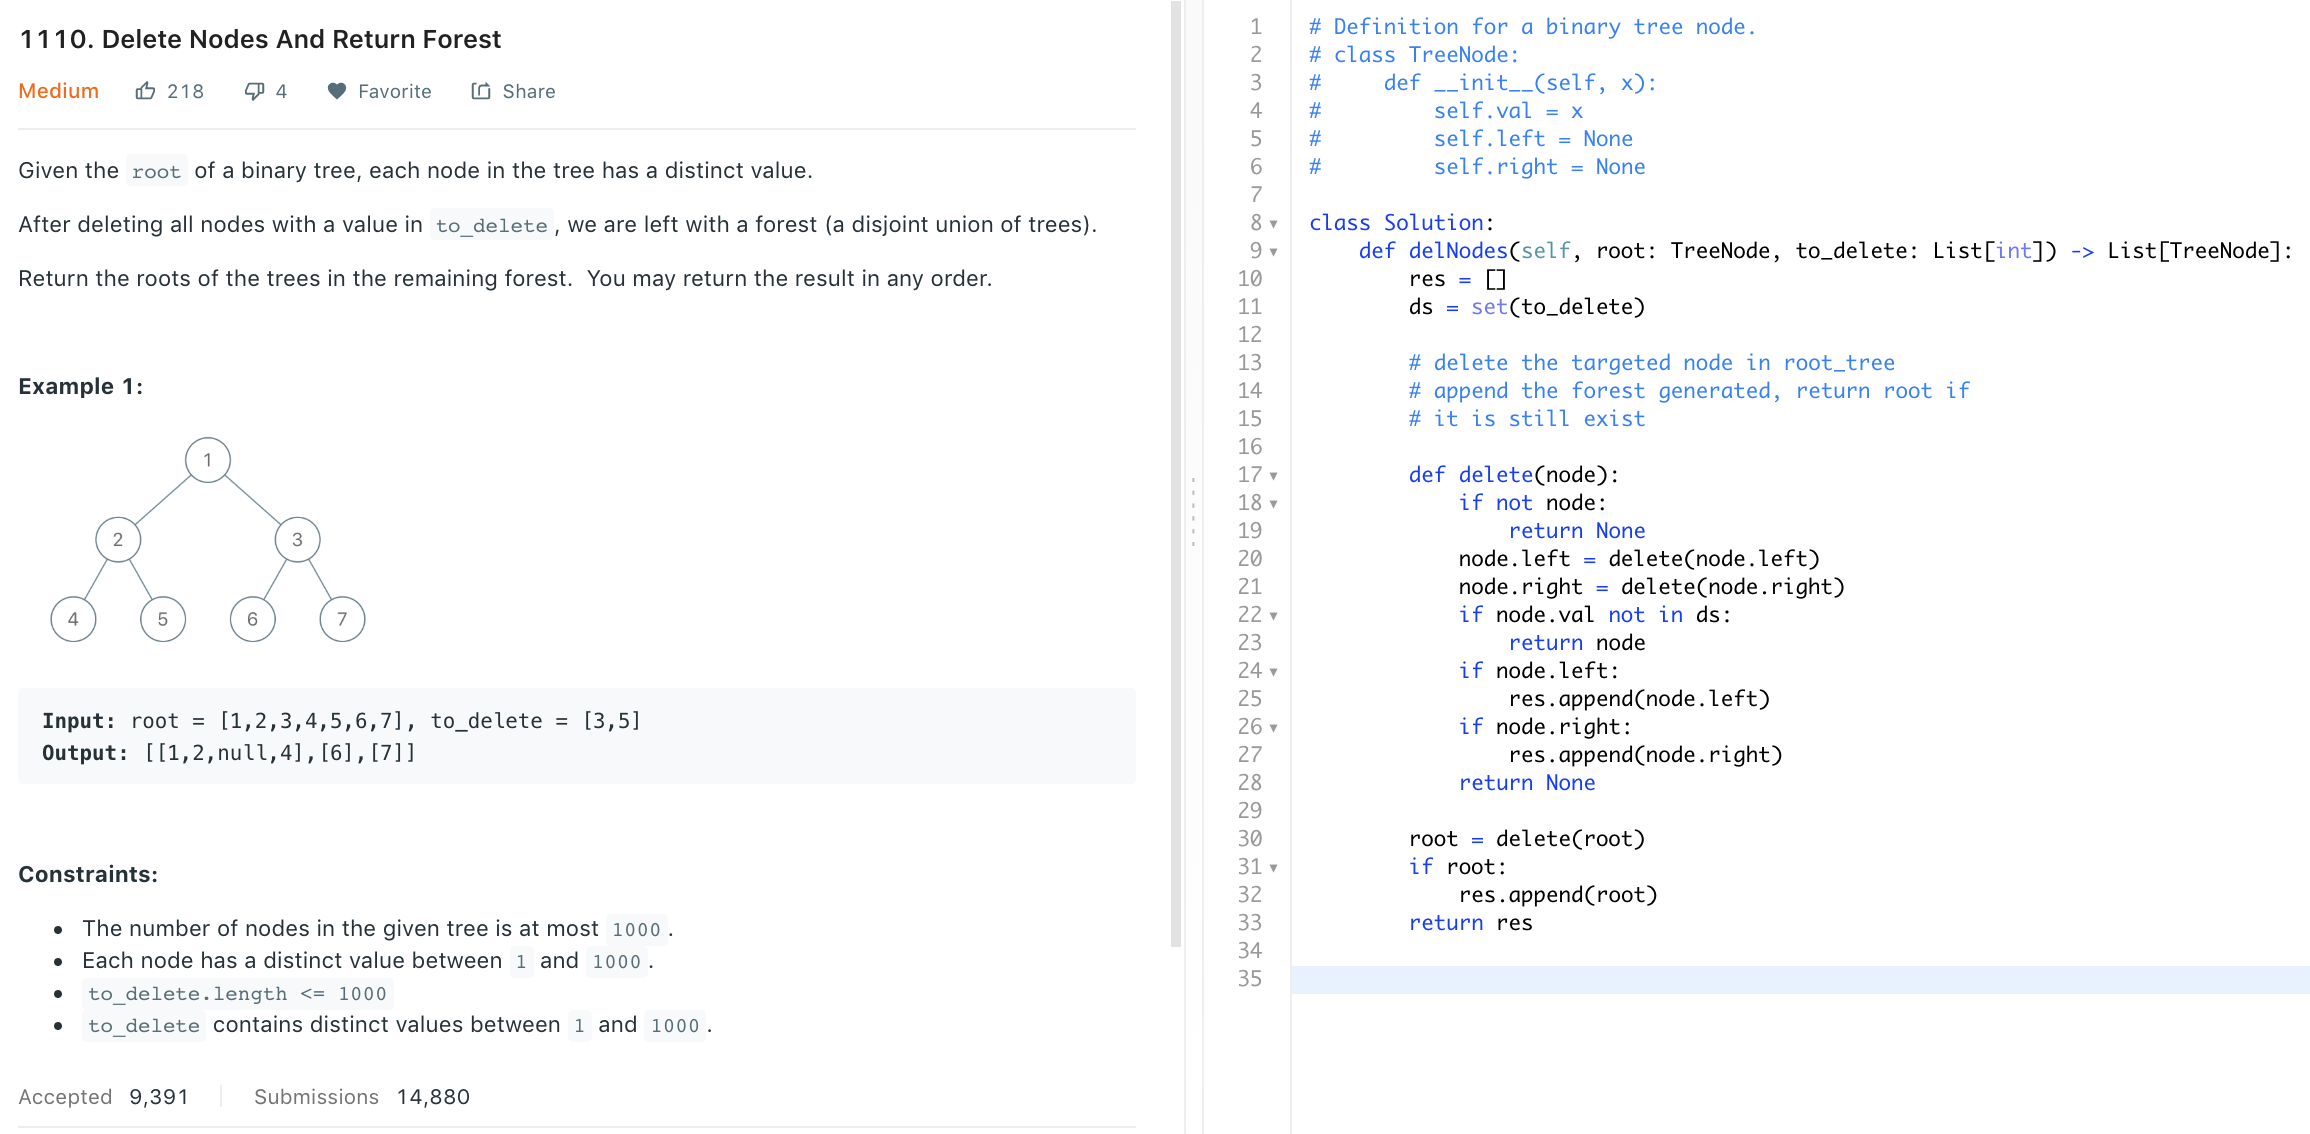 1110. Delete Nodes And Return Forest
Medium 218 4 Favorite Share
Given the root of a binary tree, each node in the tree has a distinct value.
After deleting all nodes with a value in to_delete, we are left with a forest (a disjoint union of trees).
Return the roots of the trees in the remaining forest.  You may return the result in any order.
Example 1:
1
2 3
4 5 6 7
Input: root = [1,2,3,4,5,6,7], to_delete = [3,5]
Output: [[1,2,null,4],[6],[7]]
Constraints:
• The number of nodes in the given tree is at most 1000.
• Each node has a distinct value between 1 and 1000.
• to_delete.length <= 1000
• to_delete contains distinct values between 1 and 1000.
Accepted 9,391 Submissions 14,880
1 # Definition for a binary tree node.
2 # class TreeNode:
3 #     def __init__(self, x):
4 #         self.val = x
5 #         self.left = None
6 #         self.right = None
7
8 class Solution:
9     def delNodes(self, root: TreeNode, to_delete: List[int]) -> List[TreeNode]:
10         res = []
11         ds = set(to_delete)
12
13         # delete the targeted node in root_tree
14         # append the forest generated, return root if
15         # it is still exist
16
17         def delete(node):
18             if not node:
19                 return None
20             node.left = delete(node.left)
21             node.right = delete(node.right)
22             if node.val not in ds:
23                 return node
24             if node.left:
25                 res.append(node.left)
26             if node.right:
27                 res.append(node.right)
28             return None
29
30         root = delete(root)
31         if root:
32             res.append(root)
33         return res
34
35